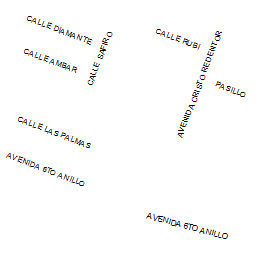 CALLE DIAMANTE
CALLE RUBI
CALLE AMBAR
CALLE SAFIRO
AVENIDA CRISTO REDENTOR
PASILLO
CALLE LAS PALMAS
AVENIDA 6TO ANILLO
AVENIDA 6TO ANILLO